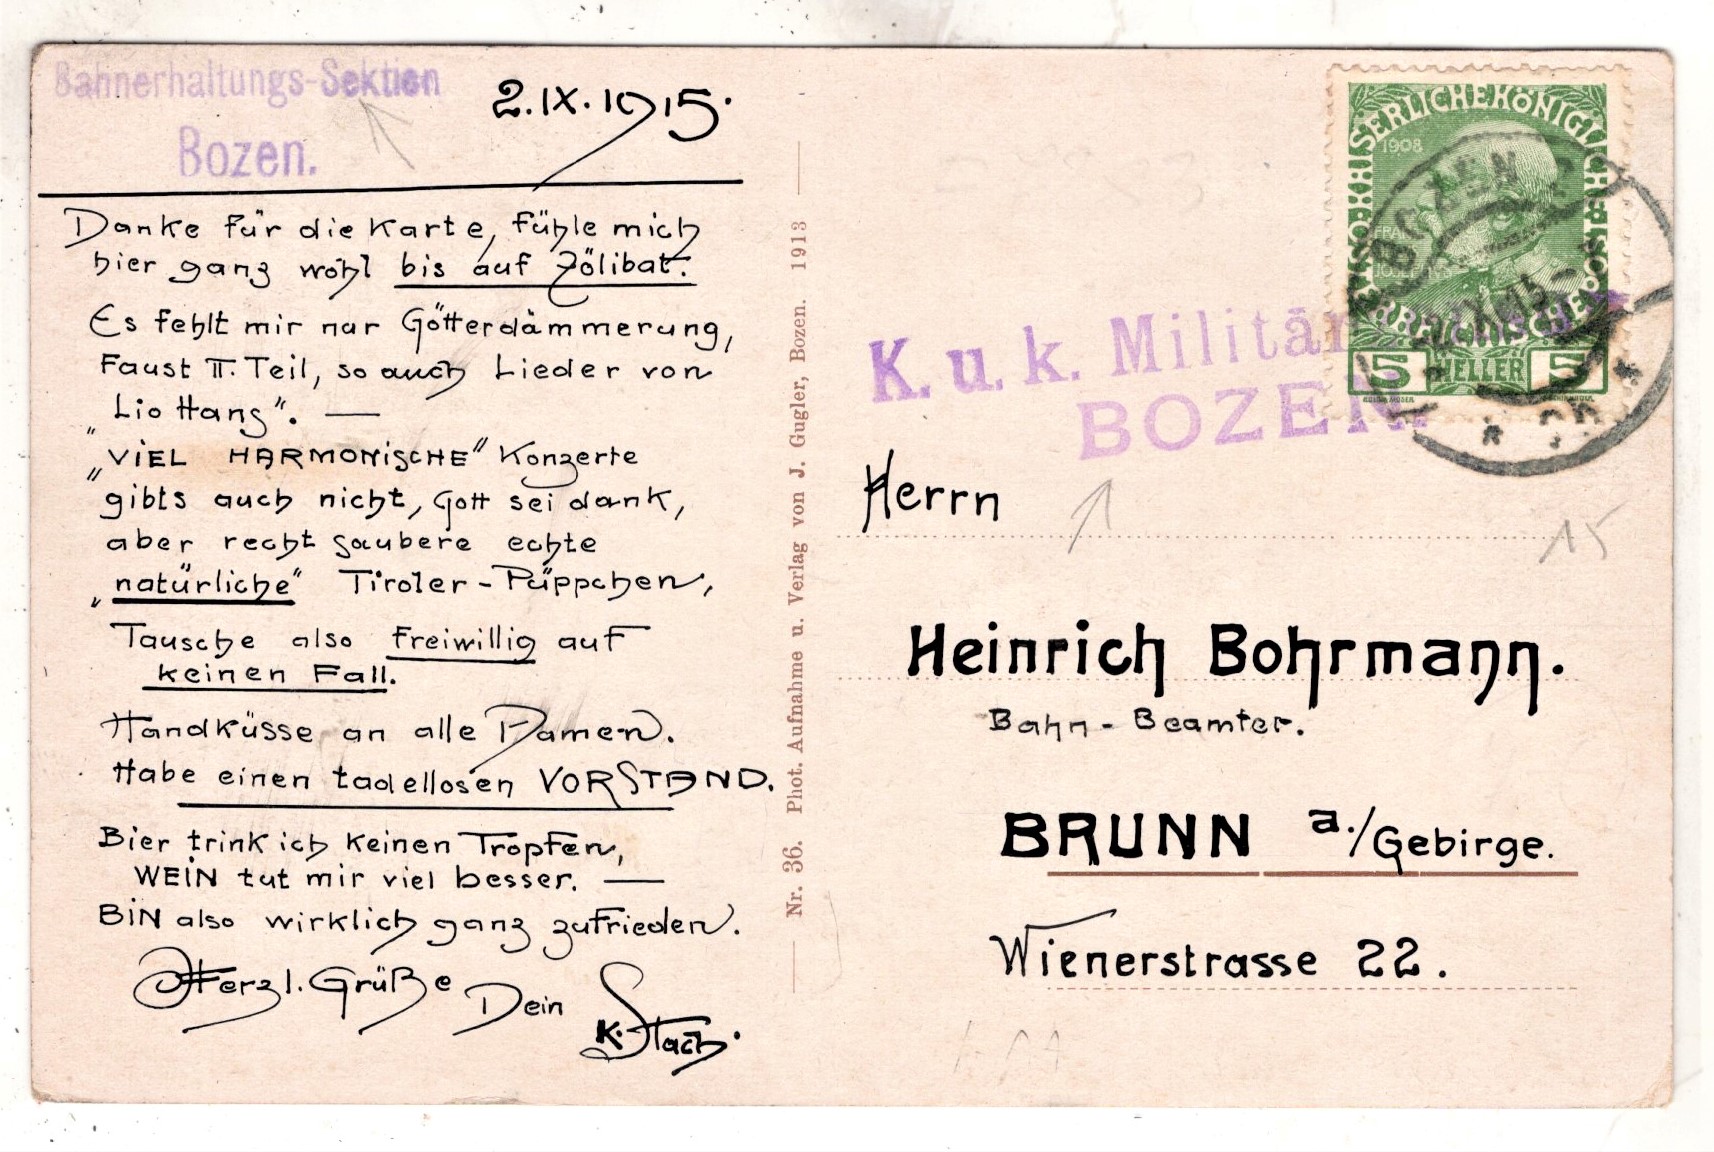 Bahnerhaltungs-Sektion
Bozen.
2.IX.1915.
Danke für die Karte, fühle mich
hier ganz wohl bis auf Zölibat.
Es fehlt mir nur Götterdämmerung,
Faust II. Teil, so auch Lieder von
„Lio Hans“. —
„VIEL HARMONISCHE“ Konzerte
gibts auch nicht, Gott sei dank,
aber recht saubere echte
„natürliche“ Tiroler-Püppchen,
Tausche also freiwillig auf
keinen Fall.
Handküsse an alle Damen.
Habe einen tadellosen VORSTAND.
Bier trink ich keinen Tropfen,
WEIN tut mir viel besser. —
BIN also wirklich ganz zufrieden.
Herzl. Grüße Dein
K. Stach.
Nr. 36. Phot. Aufnahme u. Verlag von J. Gugler, Bozen. 1913
KAISERLICHEKÖNIGLICHE ÖSTERREICHISCHE
1908
5 HELLER 5
BOZEN
K. u. k. Militär
BOZEN.
15
Herrn
Heinrich Bohrmann.
Bahn-Beamter.
BRUNN a./Gebirge.
Wienerstrasse 22.